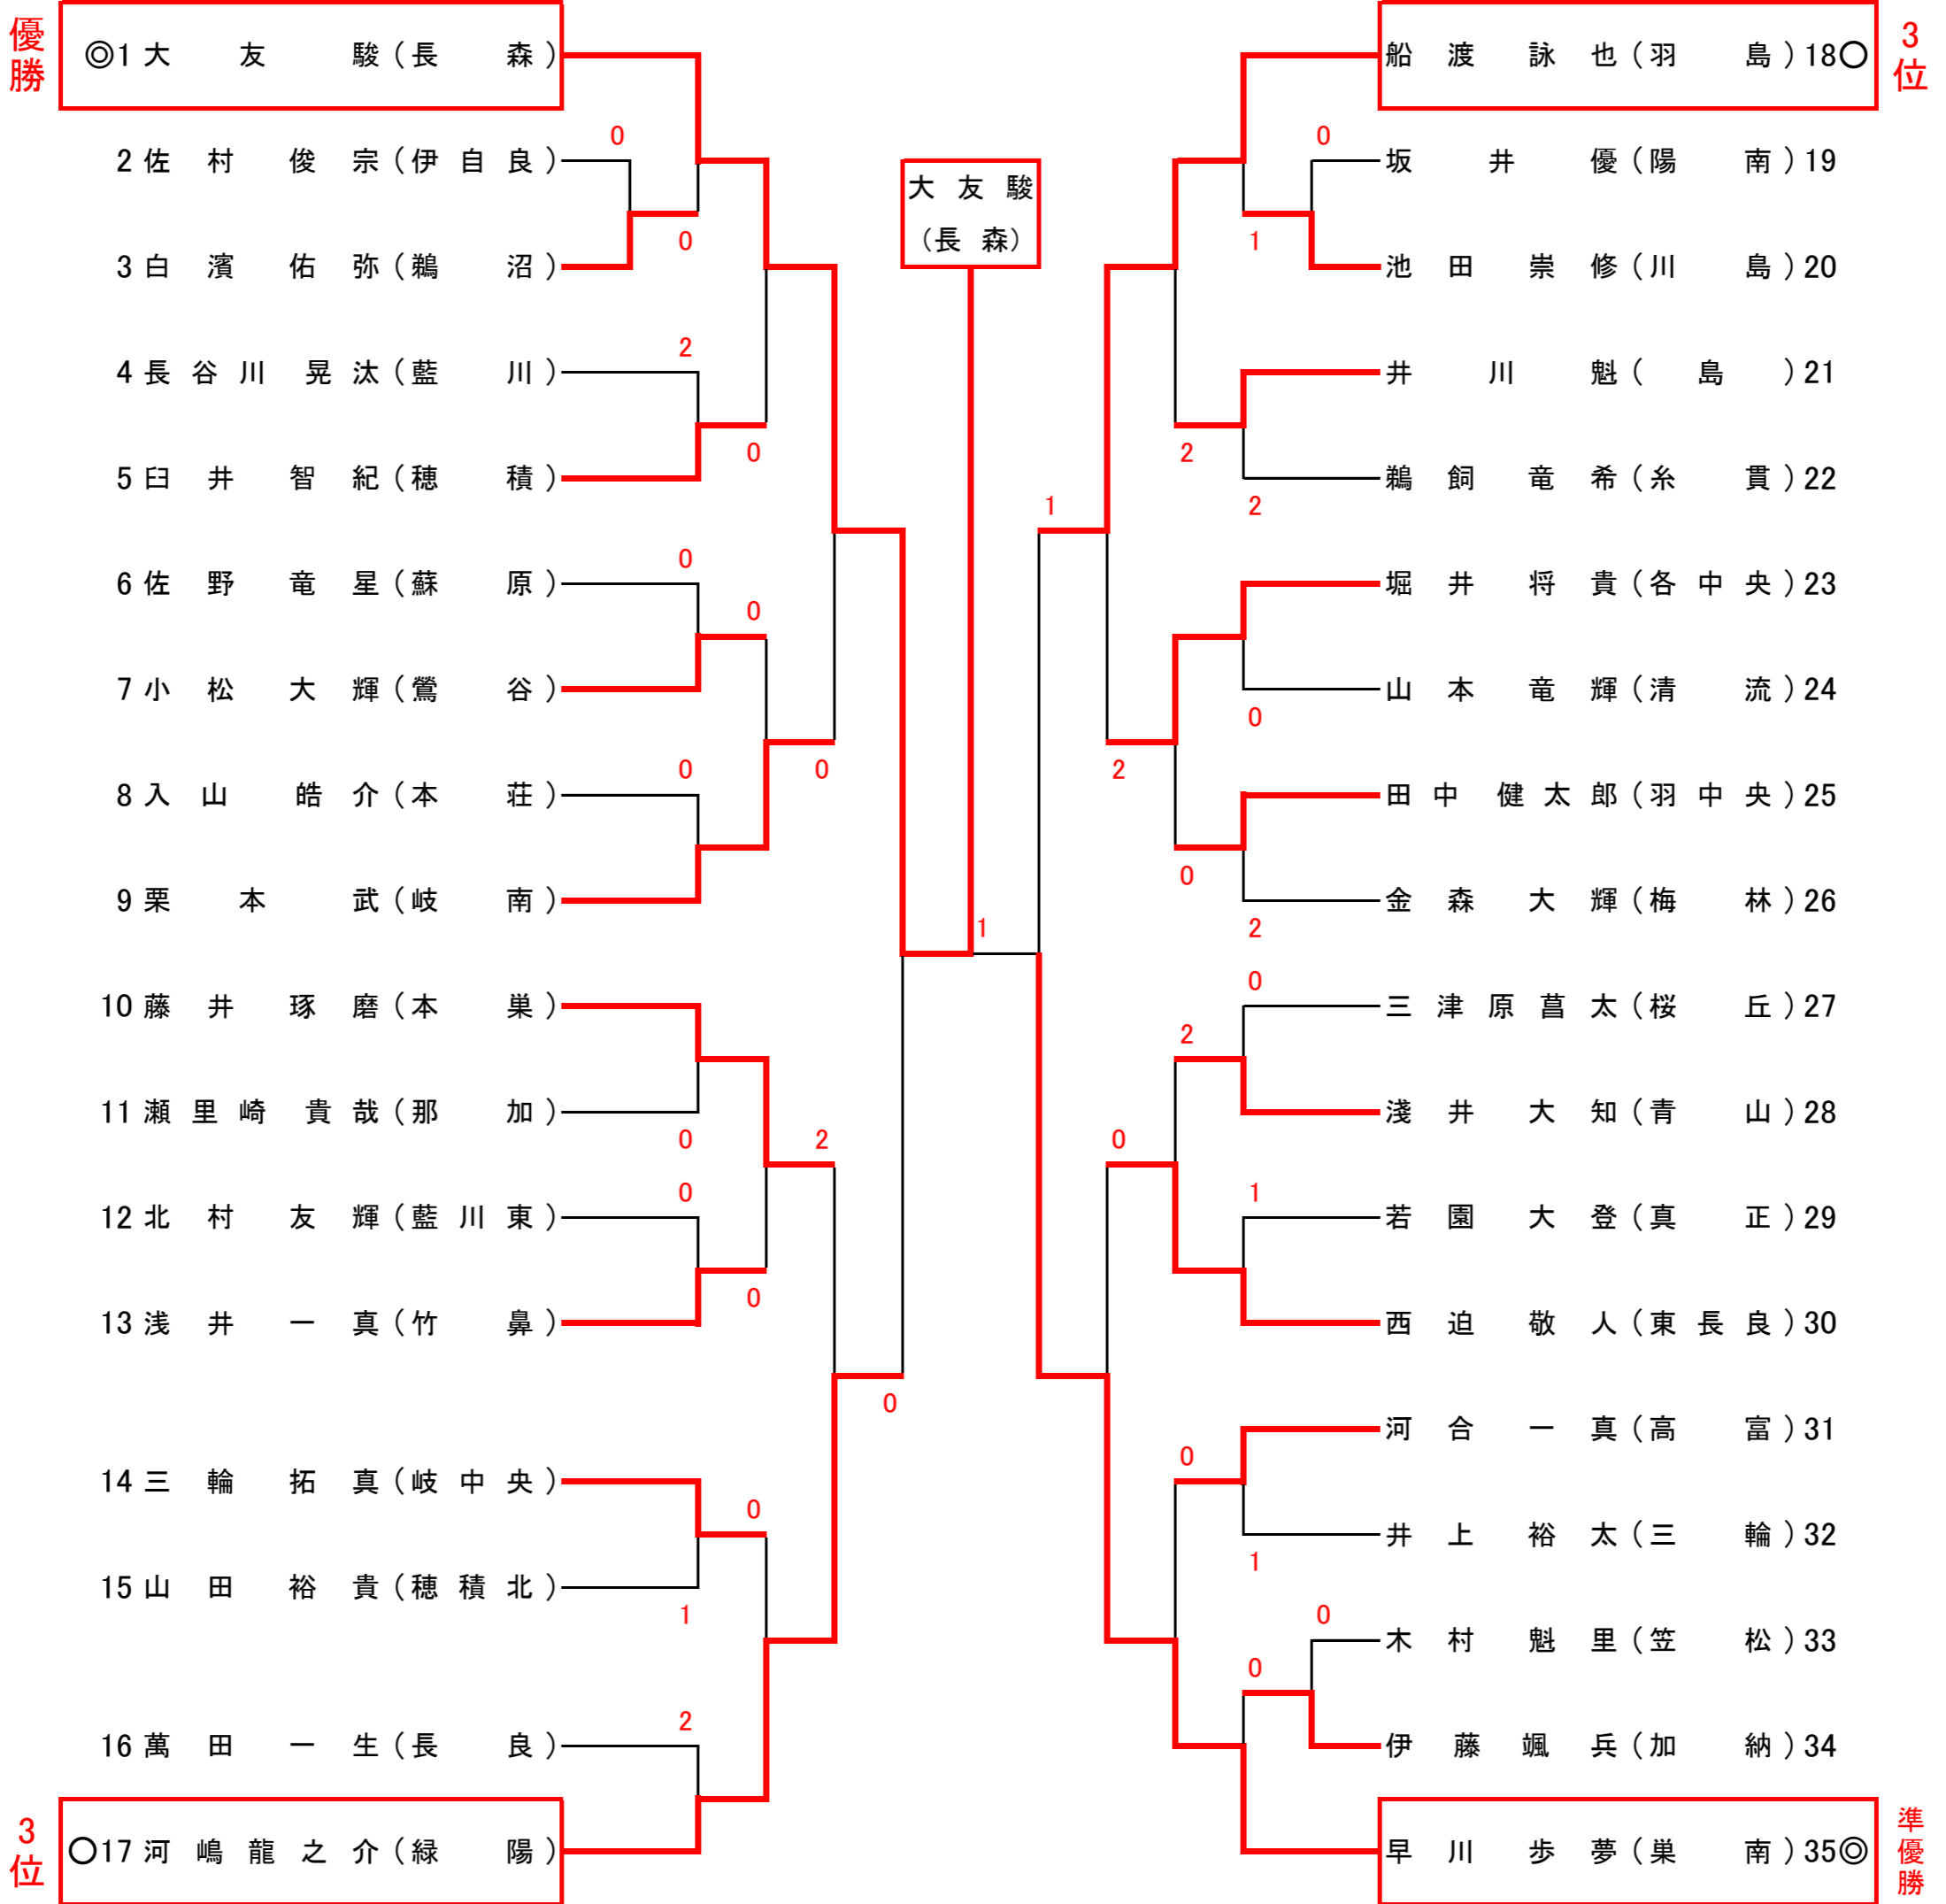 優勝
◎1 大友駿(長森)
0
2 佐村俊宗(伊自良)
0
3 白濱佑弥(鵜沼)
2
4 長谷川晃汰(藍川)
0
5 臼井智紀(穂積)
0
6 佐野竜星(蘇原)
0
7 小松大輝(鶯谷)
0
0
8 入山皓介(本荘)
9 栗本武(岐南)
10 藤井琢磨(本巣)
11 瀬里崎貴哉(那加)
0
2
0
12 北村友輝(藍川東)
0
13 浅井一真(竹鼻)
0
14 三輪拓真(岐中央)
0
15 山田裕貴(穂積北)
1
2
16 萬田一生(長良)
3位
○17 河嶋龍之介(緑陽)
大友駿
(長森)
1
1
3位
船渡詠也(羽島)18○
0
坂井優(陽南)19
1
池田崇修(川島)20
井川魁(島)21
2
鵜飼竜希(糸貫)22
2
堀井将貴(各中央)23
山本竜輝(清流)24
0
2
田中健太郎(羽中央)25
0
金森大輝(梅林)26
2
0
三津原菖太(桜丘)27
2
淺井大知(青山)28
0
1
若園大登(真正)29
西迫敬人(東長良)30
河合一真(高富)31
0
井上裕太(三輪)32
1
0
木村魁里(笠松)33
0
伊藤颯兵(加納)34
早川歩夢(巣南)35◎
準優勝